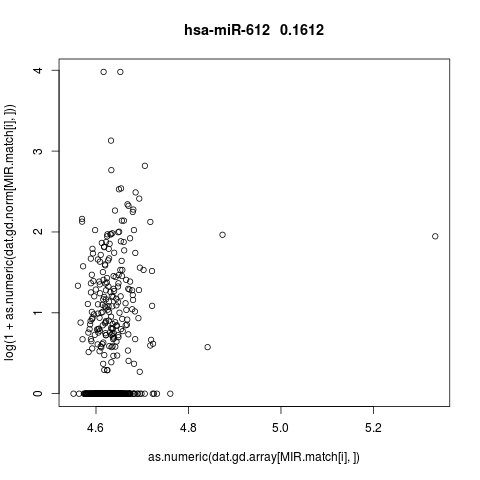 hsa-miR-612  0.1612
log(1 + as.numeric(dat.gd.norm[MIR.match[i], ]))
4
3
2
1
0
4.6 4.8 5.0 5.2
as.numeric(dat.gd.array[MIR.match[i], ])